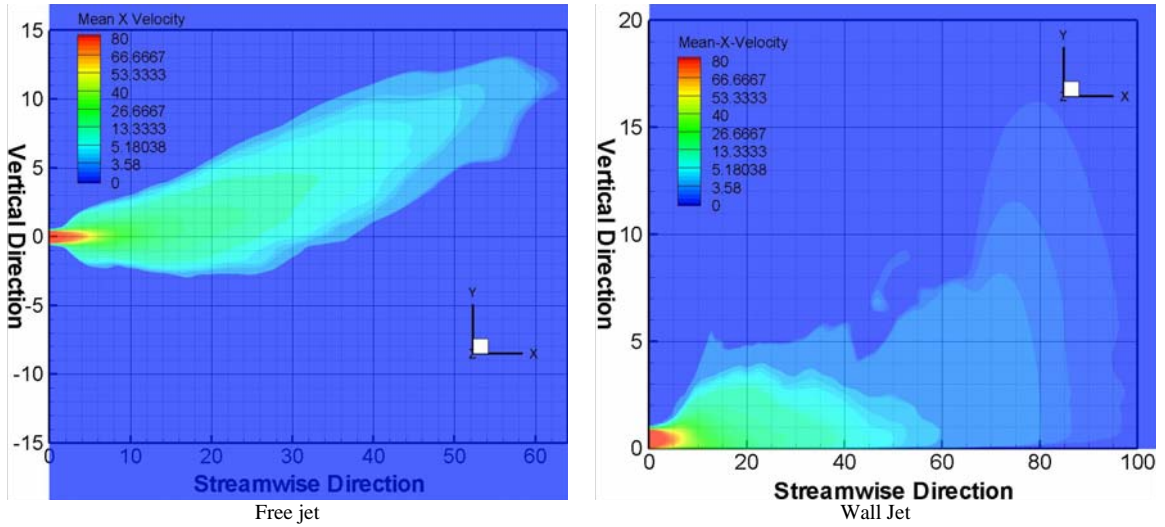 Mean X Velocity
80
66.6667
53.3333
40
26.6667
13.3333
5.18038
3.58
0
15
10
5
0
-5
-10
-15
Vertical Direction
Y
Z X
0 10 20 30 40 50 60
Streamwise Direction
Free jet
Mean-X-Velocity
80
66.6667
53.3333
40
26.6667
13.3333
5.18038
3.58
0
20
15
10
5
0
Vertical Direction
Y
Z X
0 20 40 60 80 100
Streamwise Direction
Wall Jet